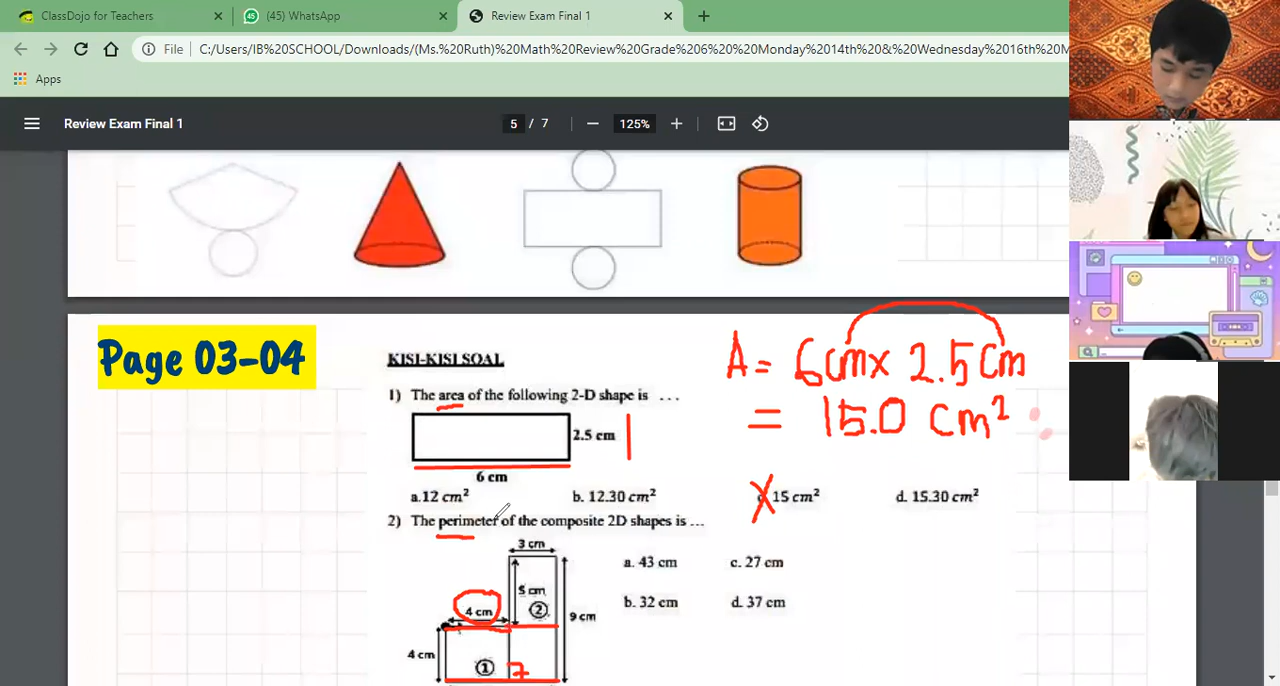 ClassDojo for Teachers
(45) WhatsApp
Review Exam Final 1
File C:/Users/IB%20SCHOOL/Downloads/(Ms.%20Ruth)%20Math%20Review%20Grade%206%20%20Monday%2014th%20&%20Wednesday%2016th%20M
Apps
Review Exam Final 1
5 / 7
125%
Page 03-04
KISI-KISI SOAL
1) The area of the following 2-D shape is ...
2.5 cm
6 cm
a.12 cm²
b. 12.30 cm²
15 cm²
d. 15.30 cm²
A = 6cm x 2.5cm
= 15.0 cm²
2) The perimeter of the composite 2D shapes is ...
3 cm
5 cm
4 cm
②
9 cm
4 cm
①
7
a. 43 cm
c. 27 cm
b. 32 cm
d. 37 cm